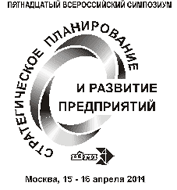 ПЯТНАДЦАТЫЙ ВСЕРОССИЙСКИЙ СИМПОЗИУМ
СТРАТЕГИЧЕСКОЕ ПЛАНИРОВАНИЕ
И РАЗВИТИЕ
ПРЕДПРИЯТИЙ
Москва, 15 - 16 апреля 2014